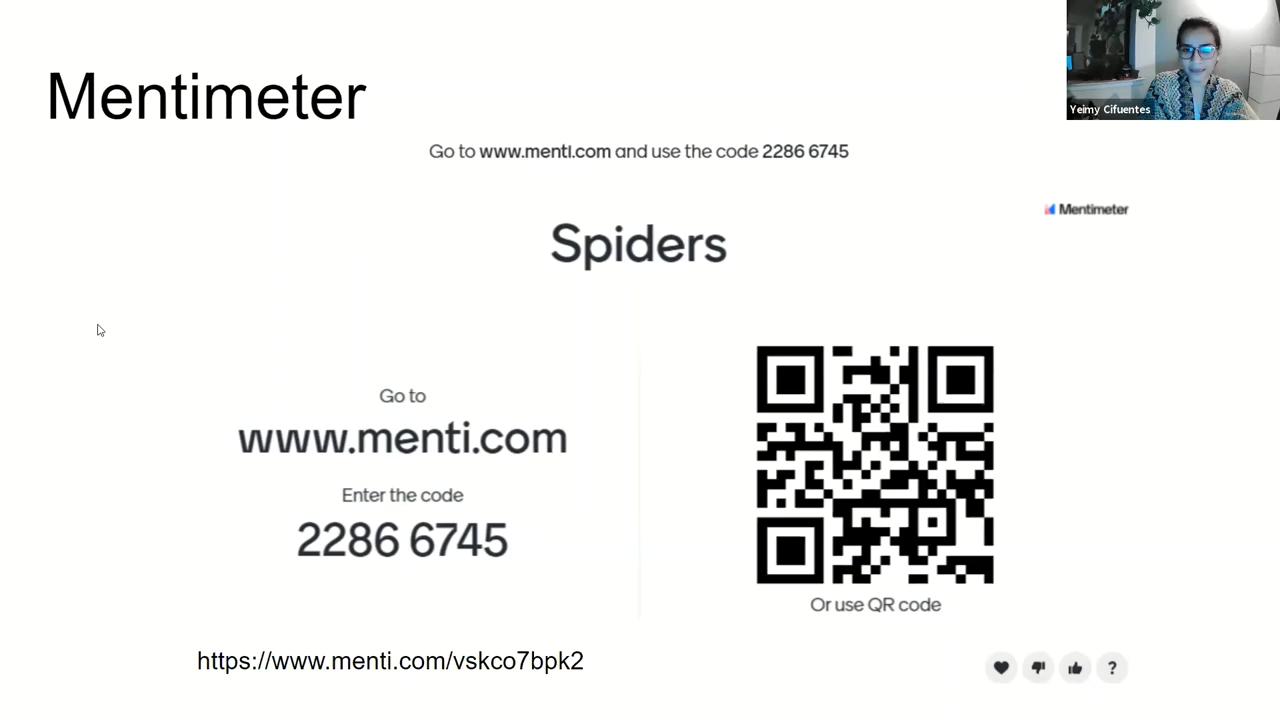 Mentimeter
Yeimy Cifuentes
Go to www.menti.com and use the code 2286 6745
Mentimeter
Spiders
Go to
www.menti.com
Enter the code
2286 6745
Or use QR code
https://www.menti.com/vskco7bpk2
?